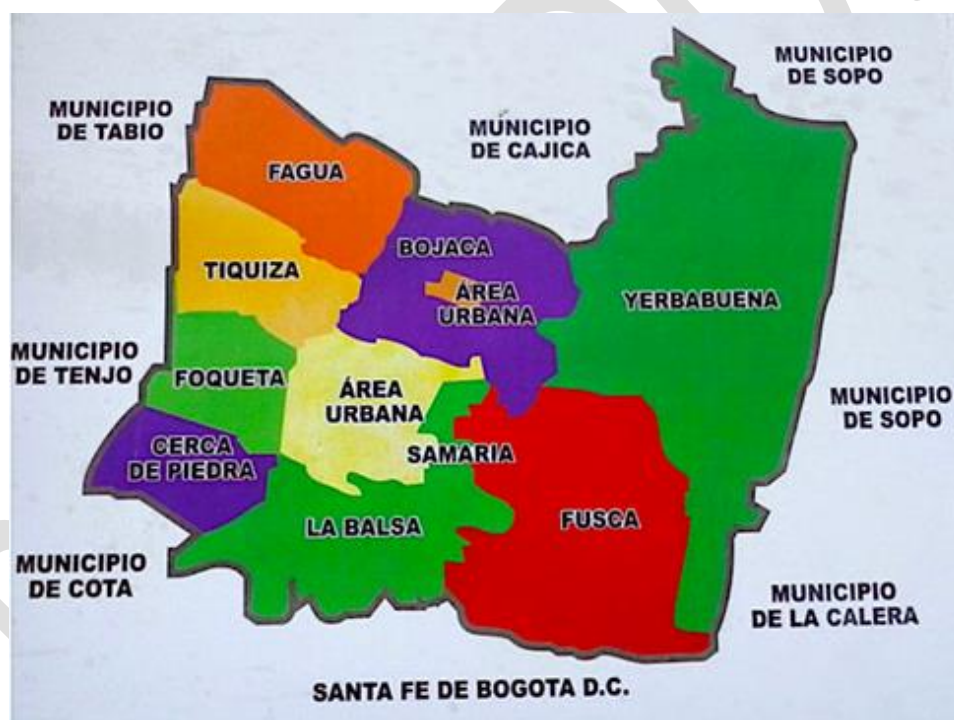 MUNICIPIO
DE SOPO
MUNICIPIO
DE TABIO
MUNICIPIO
DE CAJICA
FAGUA
BOJACA
TIQUIZA
ÁREA
URBANA
YERBABUENA
MUNICIPIO
DE TENJO
FOQUETA
ÁREA
URBANA
MUNICIPIO
DE SOPO
CERCA
DE PIEDRA
SAMARIA
LA BALSA
FUSCA
MUNICIPIO
DE COTA
MUNICIPIO
DE LA CALERA
SANTA FE DE BOGOTA D.C.